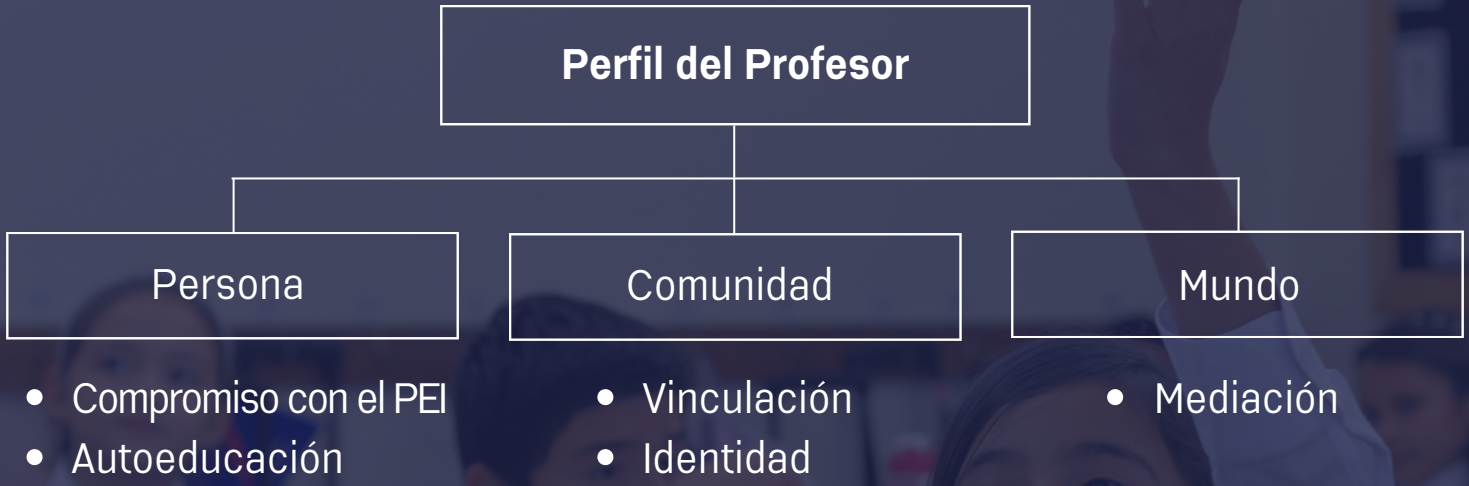 Perfil del Profesor
Persona
Comunidad
Mundo
• Compromiso con el PEI
• Autoeducación
• Vinculación
• Identidad
• Mediación